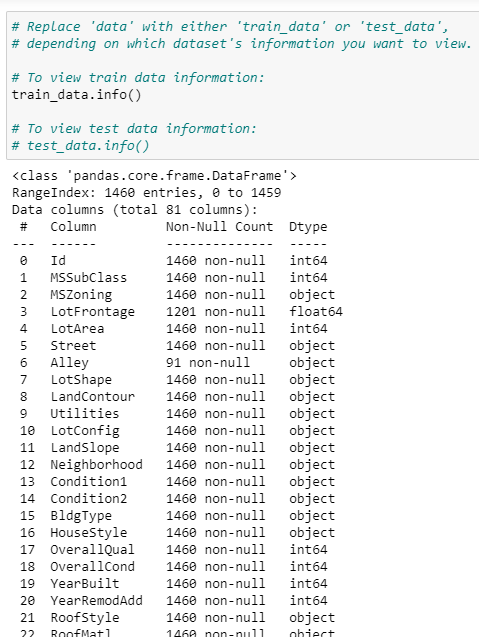 # Replace 'data' with either 'train_data' or 'test_data',
# depending on which dataset's information you want to view.
# To view train data information:
train_data.info()
# To view test data information:
# test_data.info()
<class 'pandas.core.frame.DataFrame'>
RangeIndex: 1460 entries, 0 to 1459
Data columns (total 81 columns):
 #   Column        Non-Null Count  Dtype
---  ------        --------------  -----
 0   Id            1460 non-null   int64
 1   MSSubClass    1460 non-null   int64
 2   MSZoning      1460 non-null   object
 3   LotFrontage   1201 non-null   float64
 4   LotArea       1460 non-null   int64
 5   Street        1460 non-null   object
 6   Alley         91 non-null     object
 7   LotShape      1460 non-null   object
 8   LandContour   1460 non-null   object
 9   Utilities     1460 non-null   object
 10  LotConfig     1460 non-null   object
 11  LandSlope     1460 non-null   object
 12  Neighborhood  1460 non-null   object
 13  Condition1    1460 non-null   object
 14  Condition2    1460 non-null   object
 15  BldgType      1460 non-null   object
 16  HouseStyle    1460 non-null   object
 17  OverallQual   1460 non-null   int64
 18  OverallCond   1460 non-null   int64
 19  YearBuilt     1460 non-null   int64
 20  YearRemodAdd  1460 non-null   int64
 21  RoofStyle     1460 non-null   object
 22  RoofMatl      1460 non-null   object